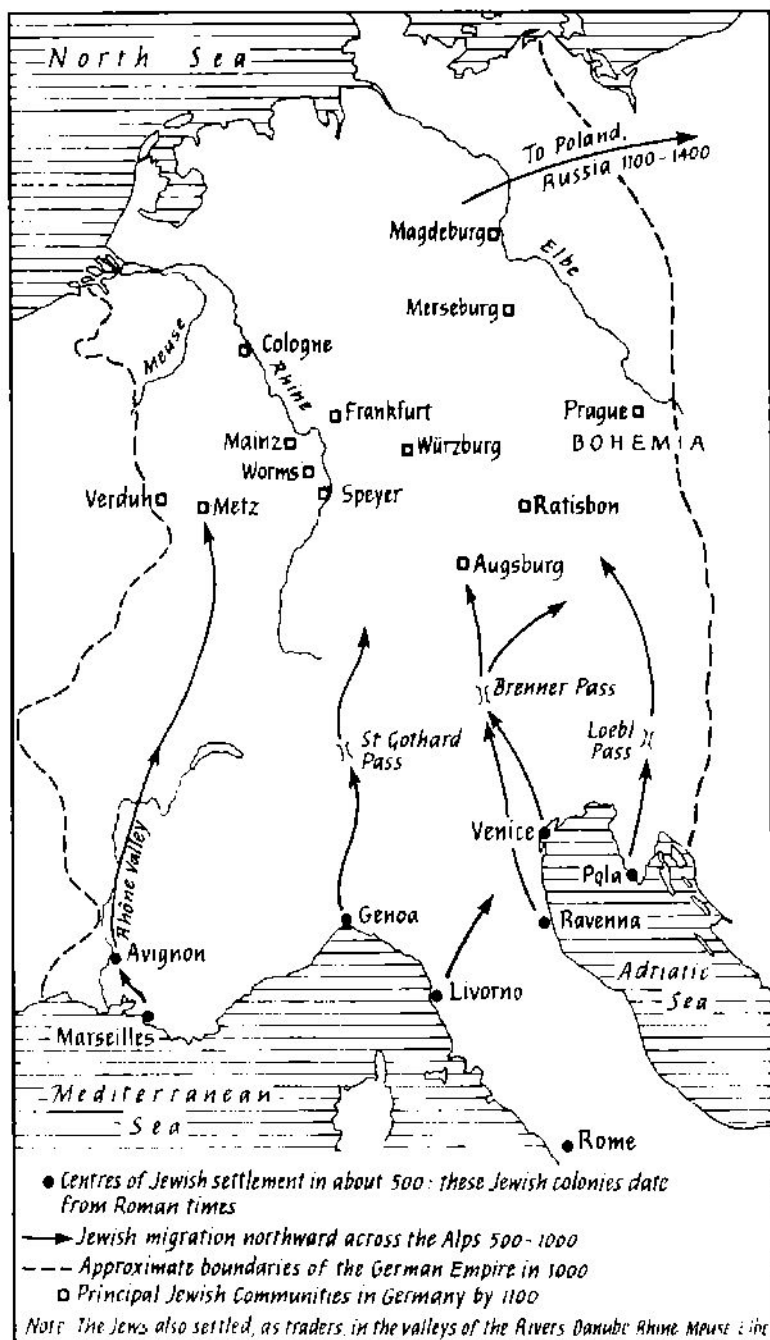 North Sea
To Poland,
Russia 1100-1400
Magdeburg
Elbe
Merseburg
Meuse
Cologne
Rhine
Frankfurt
Prague
BOHEMIA
Mainz
Würzburg
Worms
Verdun
Metz
Speyer
Ratisbon
Augsburg
Brenner Pass
St Gothard
Pass
Loebl
Pass
Venice
Rhône Valley
Pola
Genoa
Ravenna
Avignon
Adriatic
Sea
Livorno
Marseilles
Mediterranean
Sea
Rome
Centres of Jewish settlement in about 500: these Jewish colonies date
from Roman times
Jewish migration northward across the Alps 500-1000
Approximate boundaries of the German Empire in 1000
Principal Jewish Communities in Germany by 1100
Note The Jews also settled, as traders, in the valleys of the Rivers Danube Rhine Meuse Elbe